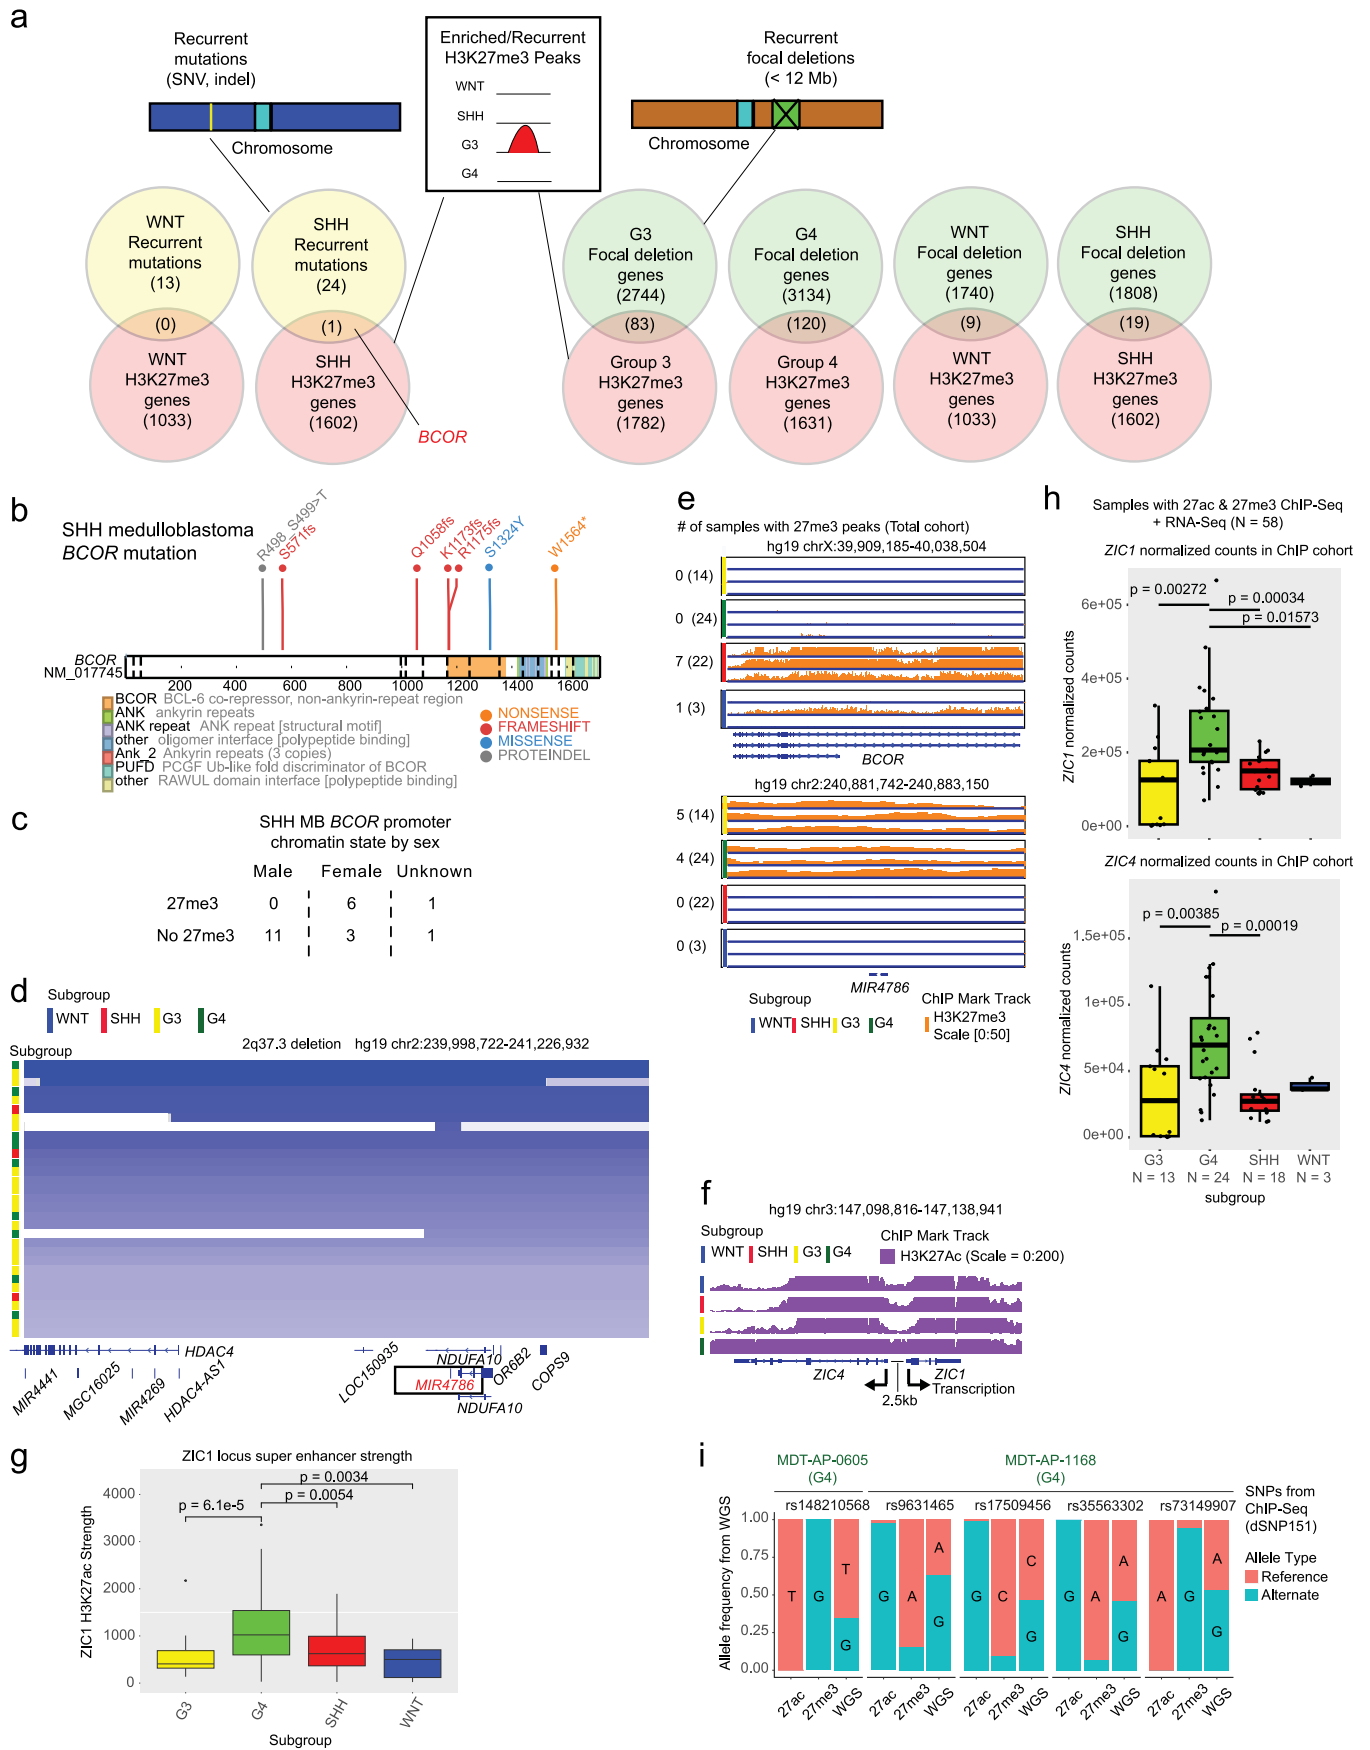 a
Recurrent
mutations
(SNV, indel)
Chromosome
Enriched/Recurrent
H3K27me3 Peaks
WNT
SHH
G3
G4
Recurrent
focal deletions
(< 12 Mb)
Chromosome
WNT
Recurrent
mutations
(13)
(0)
WNT
H3K27me3
genes
(1033)
SHH
Recurrent
mutations
(24)
(1)
SHH
H3K27me3
genes
(1602)
BCOR
G3
Focal deletion
genes
(2744)
(83)
Group 3
H3K27me3
genes
(1782)
G4
Focal deletion
genes
(3134)
(120)
Group 4
H3K27me3
genes
(1631)
WNT
Focal deletion
genes
(1740)
(9)
WNT
H3K27me3
genes
(1033)
SHH
Focal deletion
genes
(1808)
(19)
SHH
H3K27me3
genes
(1602)
b
SHH medulloblastoma
BCOR mutation
R498_S499>T
S571fs
Q1058fs
K1173fs
R1175fs
S1324Y
W1564*
BCOR
NM_017745
200 400 600 800 1000 1200 1400 1600
BCOR BCL-6 co-repressor, non-ankyrin-repeat region
ANK ankyrin repeats
ANK repeat ANK repeat [structural motif]
other oligomer interface [polypeptide binding]
Ank_2 Ankyrin repeats (3 copies)
PUFD PCGF Ub-like fold discriminator of BCOR
other RAWUL domain interface [polypeptide binding]
NONSENSE
FRAMESHIFT
MISSENSE
PROTEINDEL
c
SHH MB BCOR promoter
chromatin state by sex
Male Female Unknown
27me3 0 6 1
No 27me3 11 3 1
d
Subgroup
WNT SHH G3 G4
Subgroup
2q37.3 deletion hg19 chr2:239,998,722-241,226,932
HDAC4
MIR4441
MGC16025
MIR4269
HDAC4-AS1
LOC150935
NDUFA10
MIR4786
NDUFA10
OR6B2
COPS9
e
# of samples with 27me3 peaks (Total cohort)
hg19 chrX:39,909,185-40,038,504
0 (14)
0 (24)
7 (22)
1 (3)
BCOR
hg19 chr2:240,881,742-240,883,150
5 (14)
4 (24)
0 (22)
0 (3)
MIR4786
Subgroup
WNT SHH G3 G4
ChIP Mark Track
H3K27me3
Scale [0:50]
f
hg19 chr3:147,098,816-147,138,941
Subgroup
WNT SHH G3 G4
ChIP Mark Track
H3K27Ac (Scale = 0:200)
ZIC4
ZIC1
Transcription
2.5kb
g
ZIC1 locus super enhancer strength
ZIC1 H3K27ac Strength
4000
3000
2000
1000
0
p = 6.1e-5
p = 0.0034
p = 0.0054
G3 G4 SHH WNT
Subgroup
h
Samples with 27ac & 27me3 ChIP-Seq
+ RNA-Seq (N = 58)
ZIC1 normalized counts in ChIP cohort
ZIC1 normalized counts
6e+05
4e+05
2e+05
0e+00
p = 0.00272
p = 0.00034
p = 0.01573
ZIC4 normalized counts in ChIP cohort
ZIC4 normalized counts
1.5e+05
1e+05
5e+04
0e+00
p = 0.00385
p = 0.00019
G3 G4 SHH WNT
N = 13 N = 24 N = 18 N = 3
subgroup
i
MDT-AP-0605
(G4)
MDT-AP-1168
(G4)
rs148210568 rs9631465 rs17509456 rs35563302 rs73149907
SNPs from
ChIP-Seq
(dSNP151)
Allele Type
Reference
Alternate
Allele frequency from WGS
1.00
0.75
0.50
0.25
0.00
T G T G
G A A G
G C C G
G A A G
A G A G
27ac 27me3 WGS 27ac 27me3 WGS 27ac 27me3 WGS 27ac 27me3 WGS 27ac 27me3 WGS